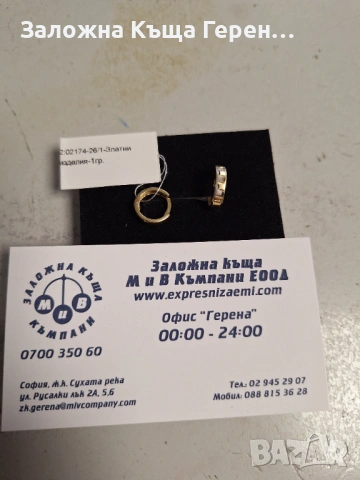 Заложна Къща Герен...
2:02174-26/1-Златни
изделия-1гр.
ЗАЛОЖНА КЪЩА
М и В
КЪМПАНИ
0700 350 60
Заложна къща
М и В Къмпани ЕООД
www.expresnizaemi.com
Офис "Герена"
00:00 - 24:00
София, ж.к. Сухата река
ул. Русалки лък 2А, 5,6
zk.gerena@mivcompany.com
Тел.: 02 945 29 07
Мобил: 088 815 36 28
BAZAR